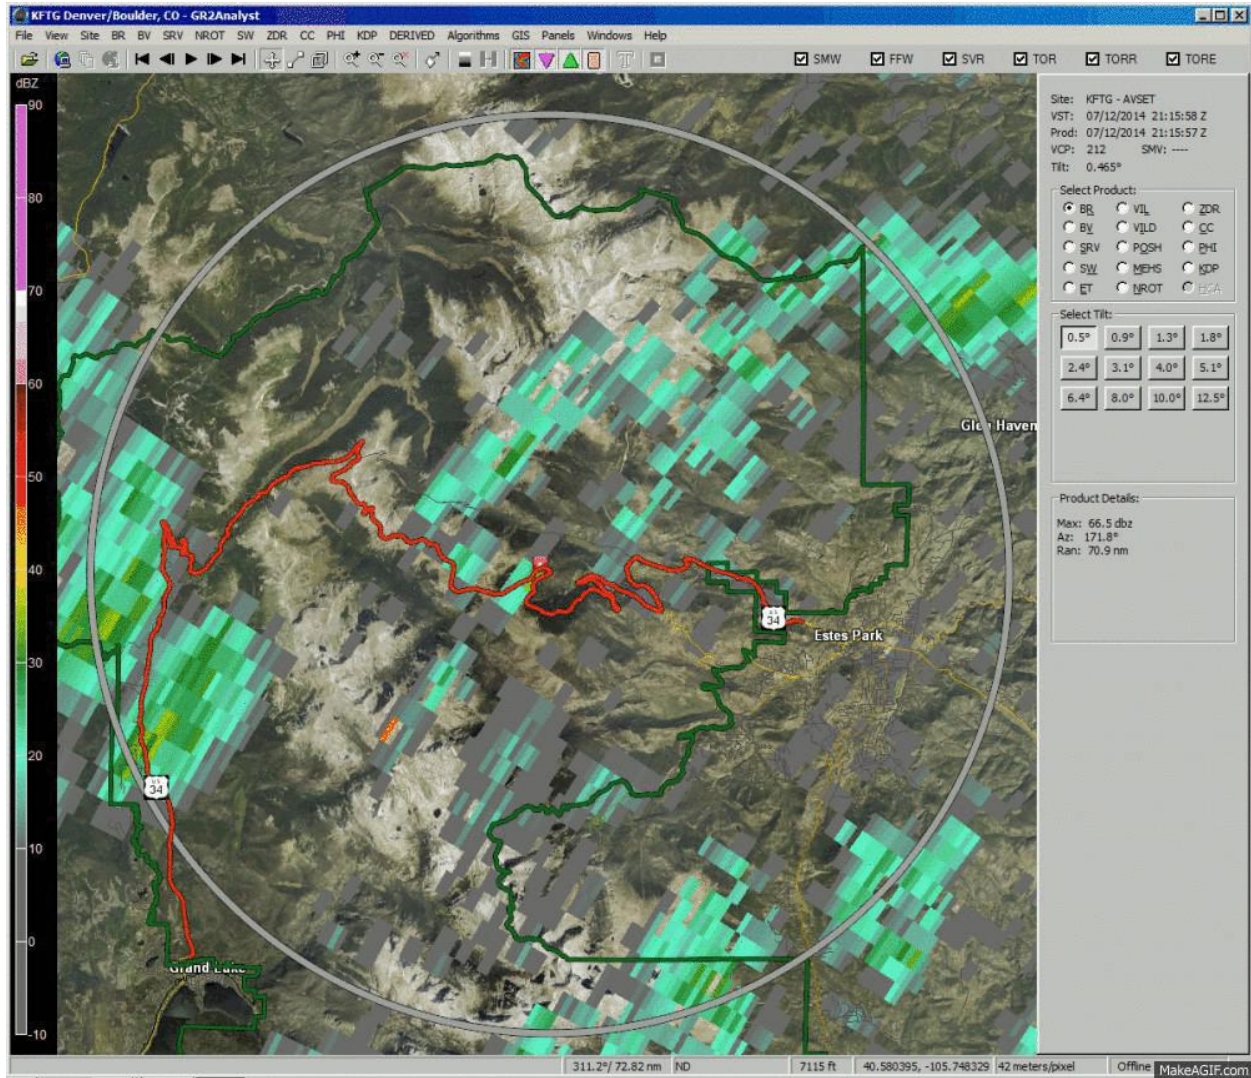 KFTG Denver/Boulder, CO - GR2Analyst
File View Site BR BV SRV NROT SW ZDR CC PHI KDP DERIVED Algorithms GIS Panels Windows Help
SMW FFW SVR TOR TORR TORE
dBZ
90
80
70
60
50
40
30
20
10
0
-10
Glen Haven
US
34
Estes Park
US
34
Grand Lake
Site: KFTG - AVSET
VST: 07/12/2014 21:15:58 Z
Prod: 07/12/2014 21:15:57 Z
VCP: 212 SMV: ----
Tilt: 0.465°
Select Product:
BR VIL ZDR
BV VILD CC
SRV POSH PHI
SW MEHS KDP
ET NROT HCA
Select Tilt:
0.5° 0.9° 1.3° 1.8°
2.4° 3.1° 4.0° 5.1°
6.4° 8.0° 10.0° 12.5°
Product Details:
Max: 66.5 dbz
Az: 171.8°
Ran: 70.9 nm
311.2°/ 72.82 nm ND 7115 ft 40.580395, -105.748329 42 meters/pixel Offline
MakeAGIF.com